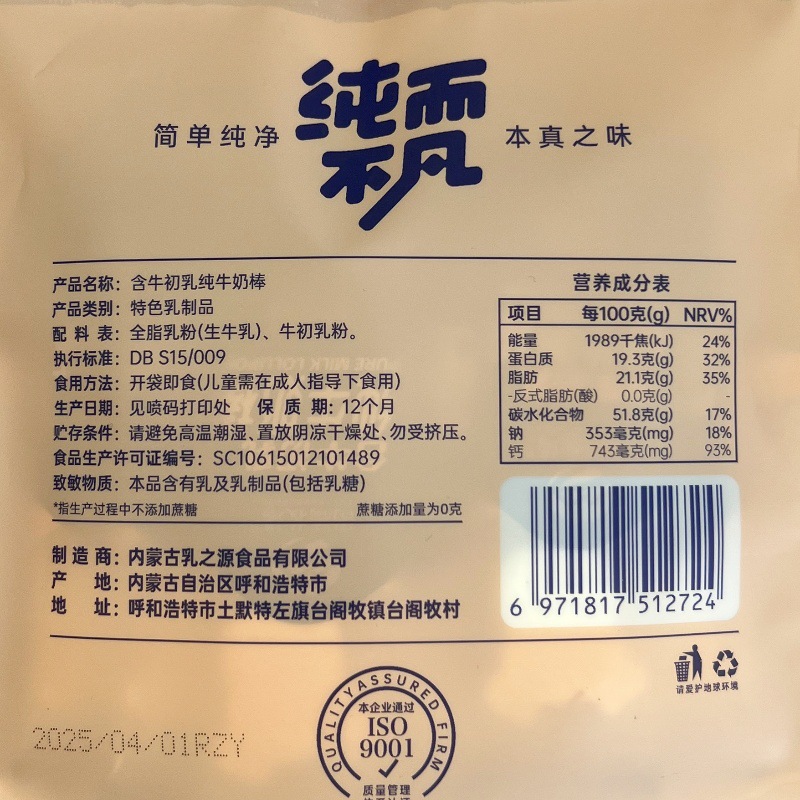 简单纯净
纯而不凡
本真之味
产品名称：含牛初乳纯牛奶棒
产品类别：特色乳制品
配料表：全脂乳粉(生牛乳)、牛初乳粉。
执行标准：DB S15/009
食用方法：开袋即食(儿童需在成人指导下食用)
生产日期：见喷码打印处 保质期：12个月
贮存条件：请避免高温潮湿、置放阴凉干燥处、勿受挤压。
食品生产许可证编号：SC10615012101489
致敏物质：本品含有乳及乳制品(包括乳糖)
*指生产过程中不添加蔗糖 蔗糖添加量为0克
制造商：内蒙古乳之源食品有限公司
产地：内蒙古自治区呼和浩特市
地址：呼和浩特市土默特左旗台阁牧镇台阁牧村
营养成分表
项目 每100克(g) NRV%
能量 1989千焦(kJ) 24%
蛋白质 19.3克(g) 32%
脂肪 21.1克(g) 35%
-反式脂肪(酸) 0.0克(g) -
碳水化合物 51.8克(g) 17%
钠 353毫克(mg) 18%
钙 743毫克(mg) 93%
6 971817 512724
请爱护地球环境
QUALITY ASSURED FIRM
本企业通过
ISO
9001
质量管理
2025/04/01RZY